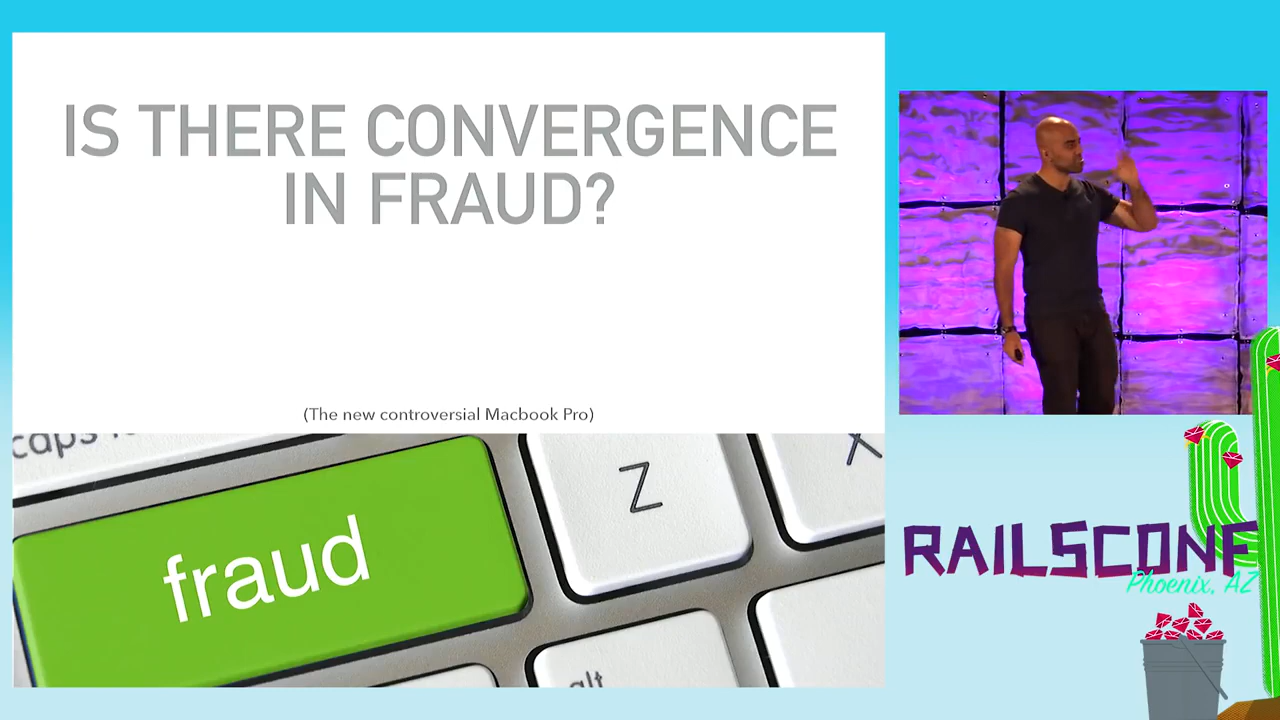 IS THERE CONVERGENCE
IN FRAUD?
(The new controversial Macbook Pro)
caps
fraud
Z
X
alt
RAILSCONF
Phoenix, AZ